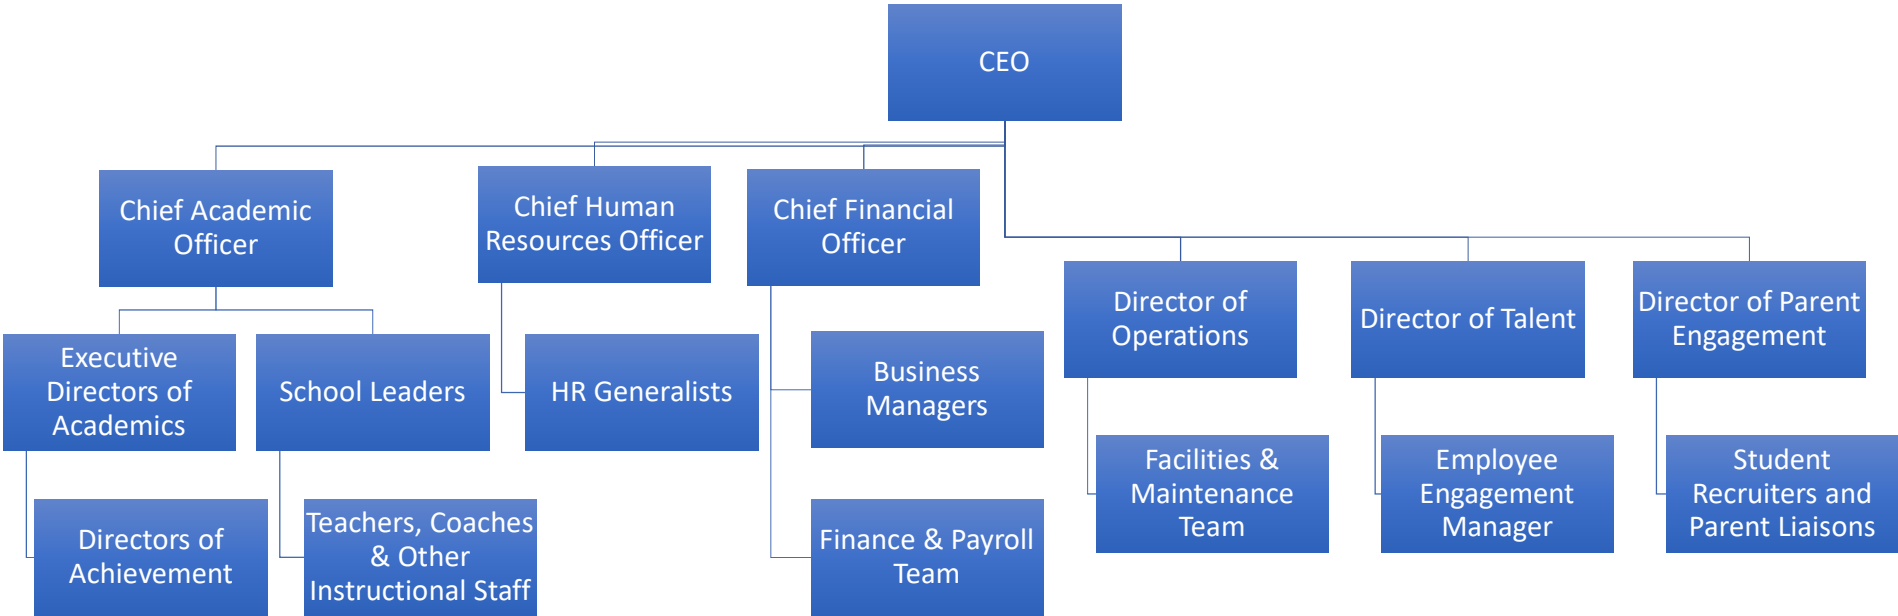 CEO
Chief Academic
Officer
Chief Human
Resources Officer
Chief Financial
Officer
Director of
Operations
Director of Talent
Director of Parent
Engagement
Executive
Directors of
Academics
School Leaders
HR Generalists
Business
Managers
Facilities &
Maintenance
Team
Employee
Engagement
Manager
Student
Recruiters and
Parent Liaisons
Directors of
Achievement
Teachers, Coaches
& Other
Instructional Staff
Finance & Payroll
Team